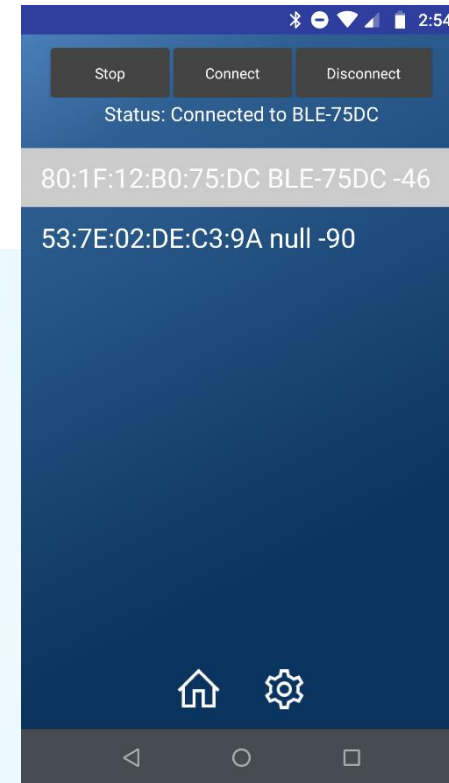 2:54
Stop Connect Disconnect
Status: Connected to BLE-75DC
80:1F:12:B0:75:DC BLE-75DC -46
53:7E:02:DE:C3:9A null -90